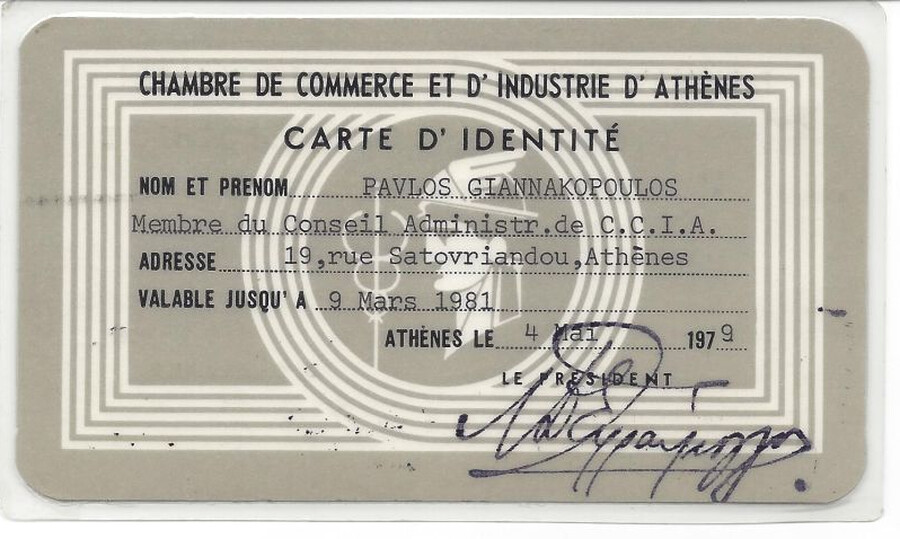 CHAMBRE DE COMMERCE ET D' INDUSTRIE D' ATHÈNES
CARTE D' IDENTITÉ
NOM ET PRENOM PAVLOS GIANNAKOPOULOS
Membre du Conseil Administr.de C.C.I.A.
ADRESSE 19,rue Satovriandou,Athènes
VALABLE JUSQU' A 9 Mars 1981
ATHÈNES LE 4 Mai 1979
LE PRESIDENT